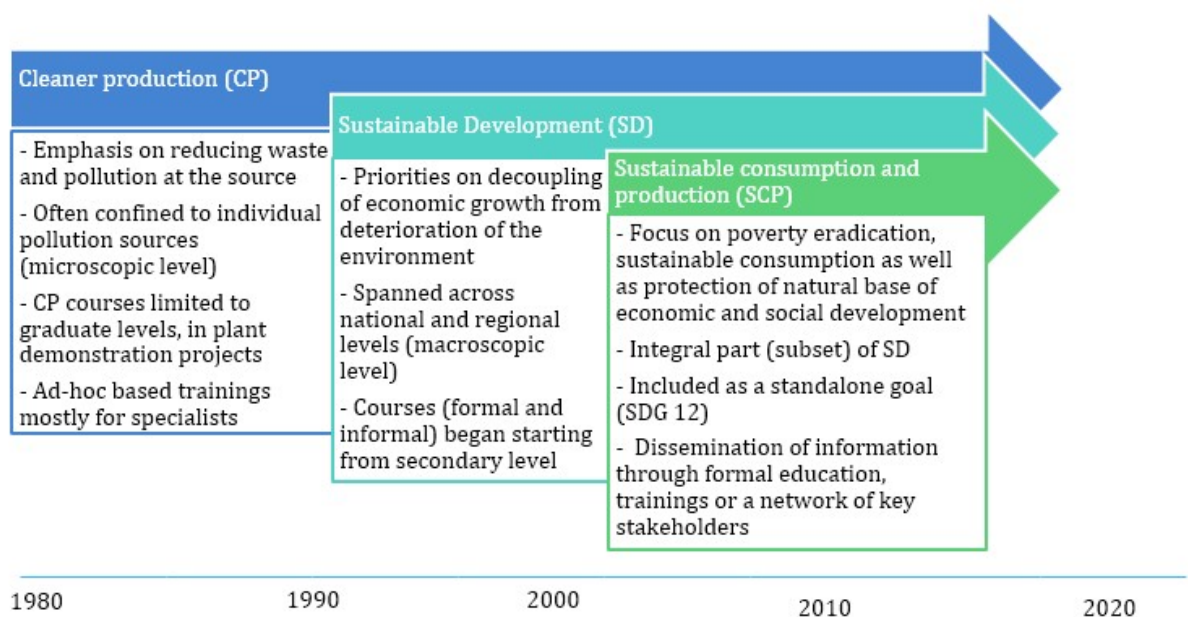 Cleaner production (CP)
- Emphasis on reducing waste
and pollution at the source
- Often confined to individual
pollution sources
(microscopic level)
- CP courses limited to
graduate levels, in plant
demonstration projects
- Ad-hoc based trainings
mostly for specialists
Sustainable Development (SD)
- Priorities on decoupling
of economic growth from
deterioration of the
environment
- Spanned across
national and regional
levels (macroscopic
level)
- Courses (formal and
informal) began starting
from secondary level
Sustainable consumption and
production (SCP)
- Focus on poverty eradication,
sustainable consumption as well
as protection of natural base of
economic and social development
- Integral part (subset) of SD
- Included as a standalone goal
(SDG 12)
- Dissemination of information
through formal education,
trainings or a network of key
stakeholders
1980 1990 2000 2010 2020